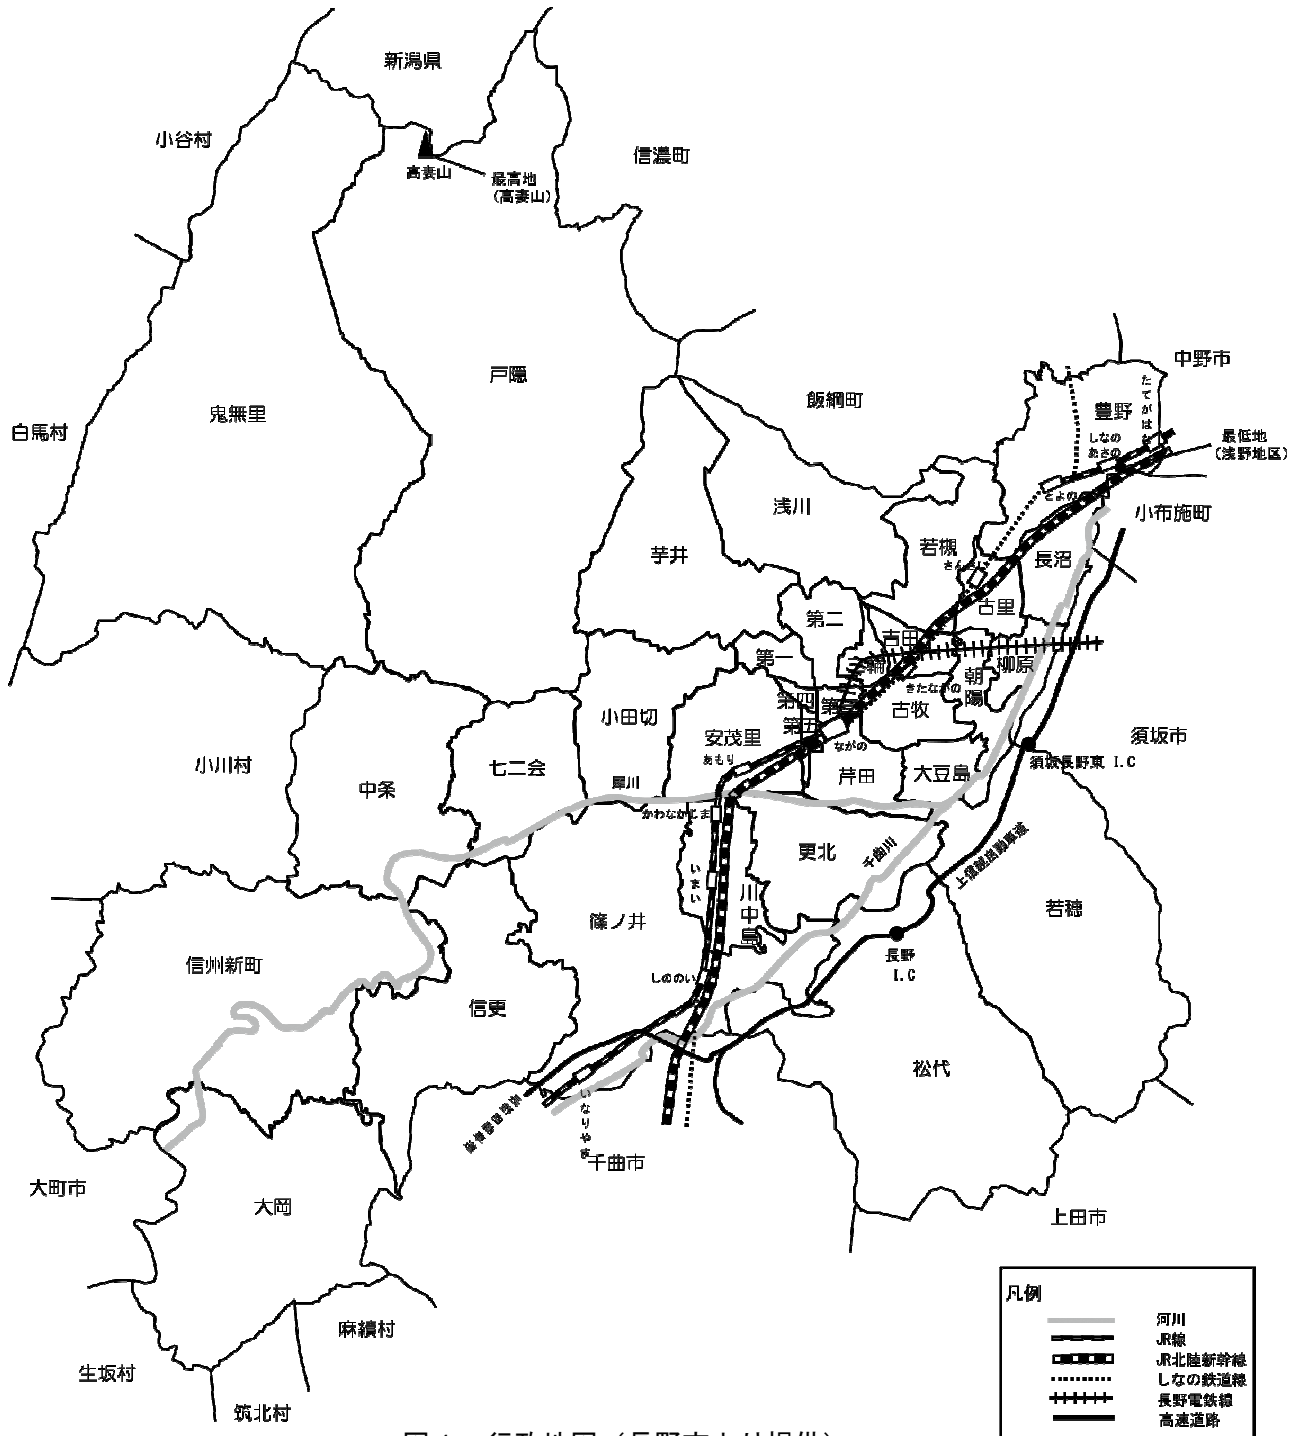 新潟県
小谷村
信濃町
高妻山
最高地
(高妻山)
中野市
戸隠
飯綱町
鬼無里
白馬村
豊野
しなの
あさの
最低地
(浅野地区)
浅川
小布施町
若槻
芋井
長沼
古里
第二
吉田
第一
柳原
朝
陽
きたながの
第四
古牧
小田切
第五
安茂里
あもり
ながの
須坂市
須坂長野東 I.C
小川村
七二会
芹田
大豆島
中条
犀川
かわなかじま
更北
千曲川
上信越自動車道
いまい
川中島
若穂
篠ノ井
長野
I.C
信州新町
しののい
信更
松代
いなりやま
千曲市
大町市
大岡
上田市
麻績村
生坂村
筑北村
凡例
河川
JR線
JR北陸新幹線
しなの鉄道線
長野電鉄線
高速道路